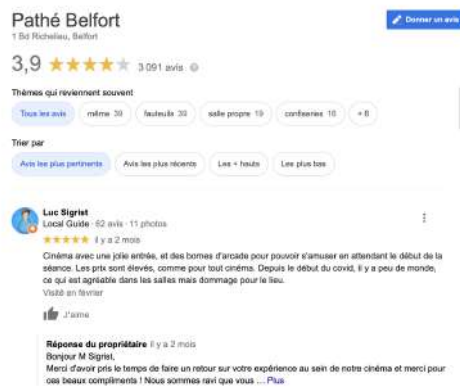 Pathé Belfort
1 Bd Richelieu, Belfort
Donner un avis
3,9 3 091 avis
Thèmes qui reviennent souvent
Tous les avis même 39 fauteuils 39 salle propre 19 confiseries 16 + 6
Trier par
Avis les plus pertinents Avis les plus récents Les + hauts Les plus bas
Luc Sigrist
Local Guide · 62 avis · 11 photos
il y a 2 mois
Cinéma avec une jolie entrée, et des bornes d'arcade pour pouvoir s'amuser en attendant le début de la
séance. Les prix sont élevés, comme pour tout cinéma. Depuis le début du covid, il y a peu de monde,
ce qui est agréable dans les salles mais dommage pour le lieu.
Visité en février
J'aime
Réponse du propriétaire il y a 2 mois
Bonjour M Sigrist,
Merci d'avoir pris le temps de faire un retour sur votre expérience au sein de notre cinéma et merci pour
ces beaux compliments ! Nous sommes ravi que vous ... Plus